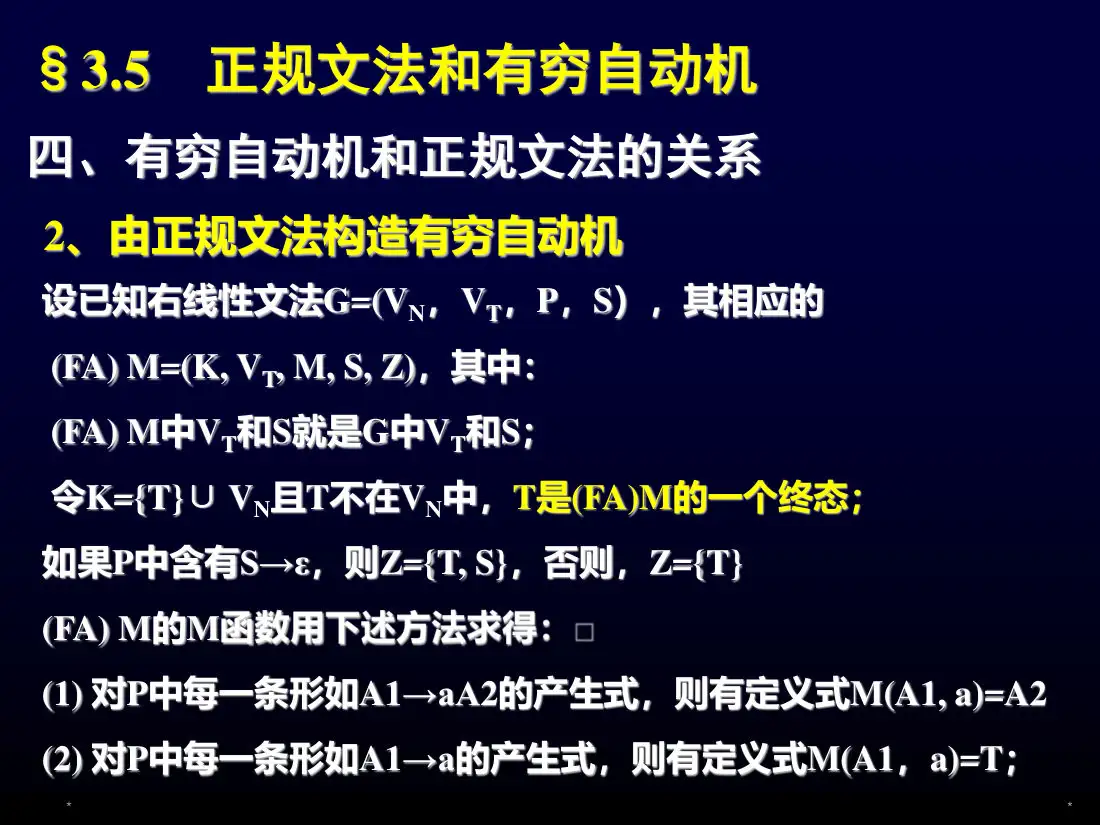 §3.5 正规文法和有穷自动机
四、有穷自动机和正规文法的关系
2、由正规文法构造有穷自动机
设已知右线性文法G=(VN，VT，P，S），其相应的
(FA) M=(K, VT, M, S, Z)，其中：
(FA) M中VT和S就是G中VT和S；
令K={T}∪ VN且T不在VN中，T是(FA)M的一个终态；
如果P中含有S→ε，则Z={T, S}，否则，Z={T}
(FA) M的M函数用下述方法求得：□
(1) 对P中每一条形如A1→aA2的产生式，则有定义式M(A1, a)=A2
(2) 对P中每一条形如A1→a的产生式，则有定义式M(A1，a)=T；
* *